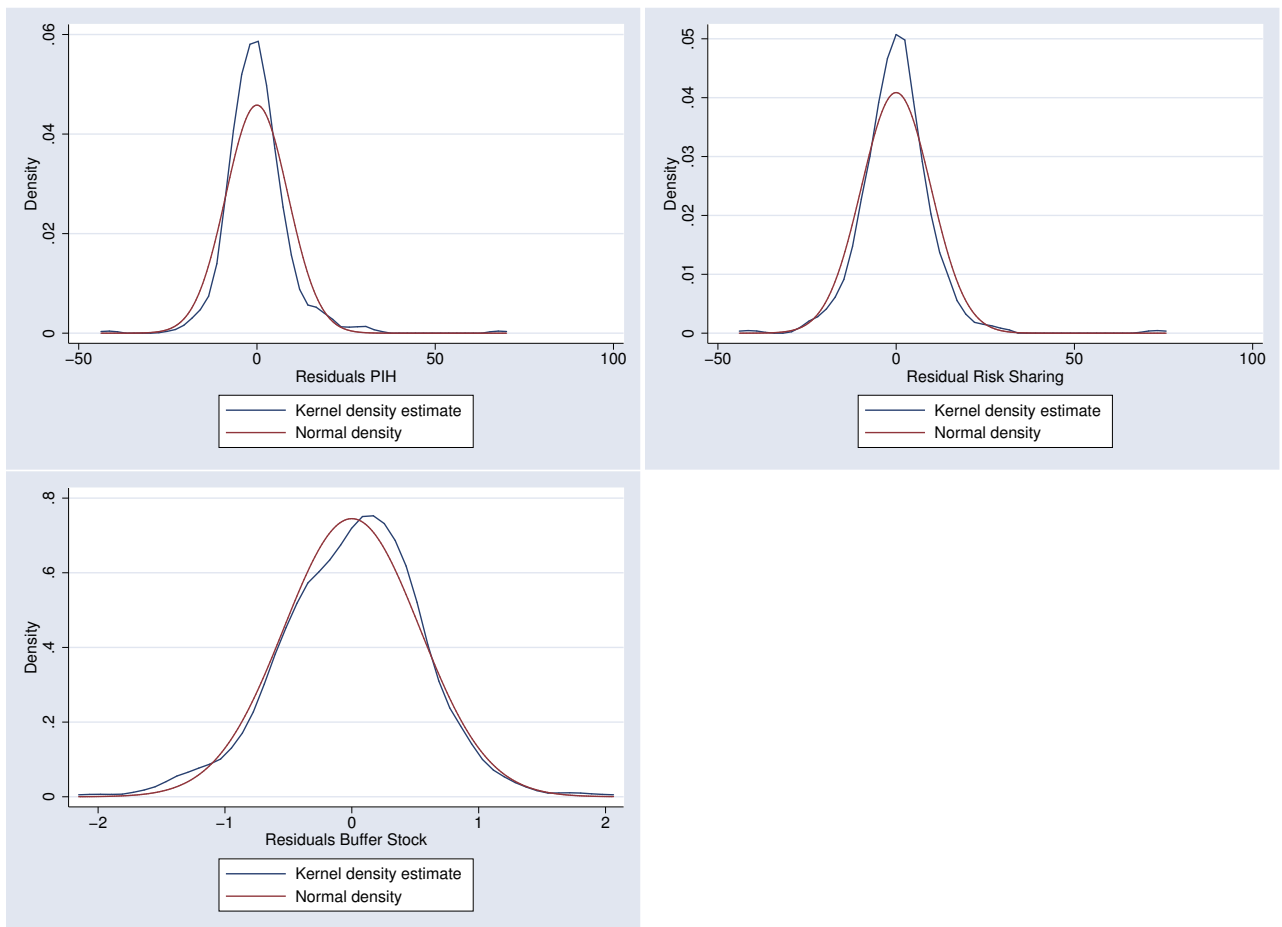 .06
.04
.02
0
Density
−50
0
50
100
Residuals PIH
Kernel density estimate
Normal density
.05
.04
.03
.02
.01
0
Density
−50
0
50
100
Residual Risk Sharing
Kernel density estimate
Normal density
.8
.6
.4
.2
0
Density
−2
−1
0
1
2
Residuals Buffer Stock
Kernel density estimate
Normal density